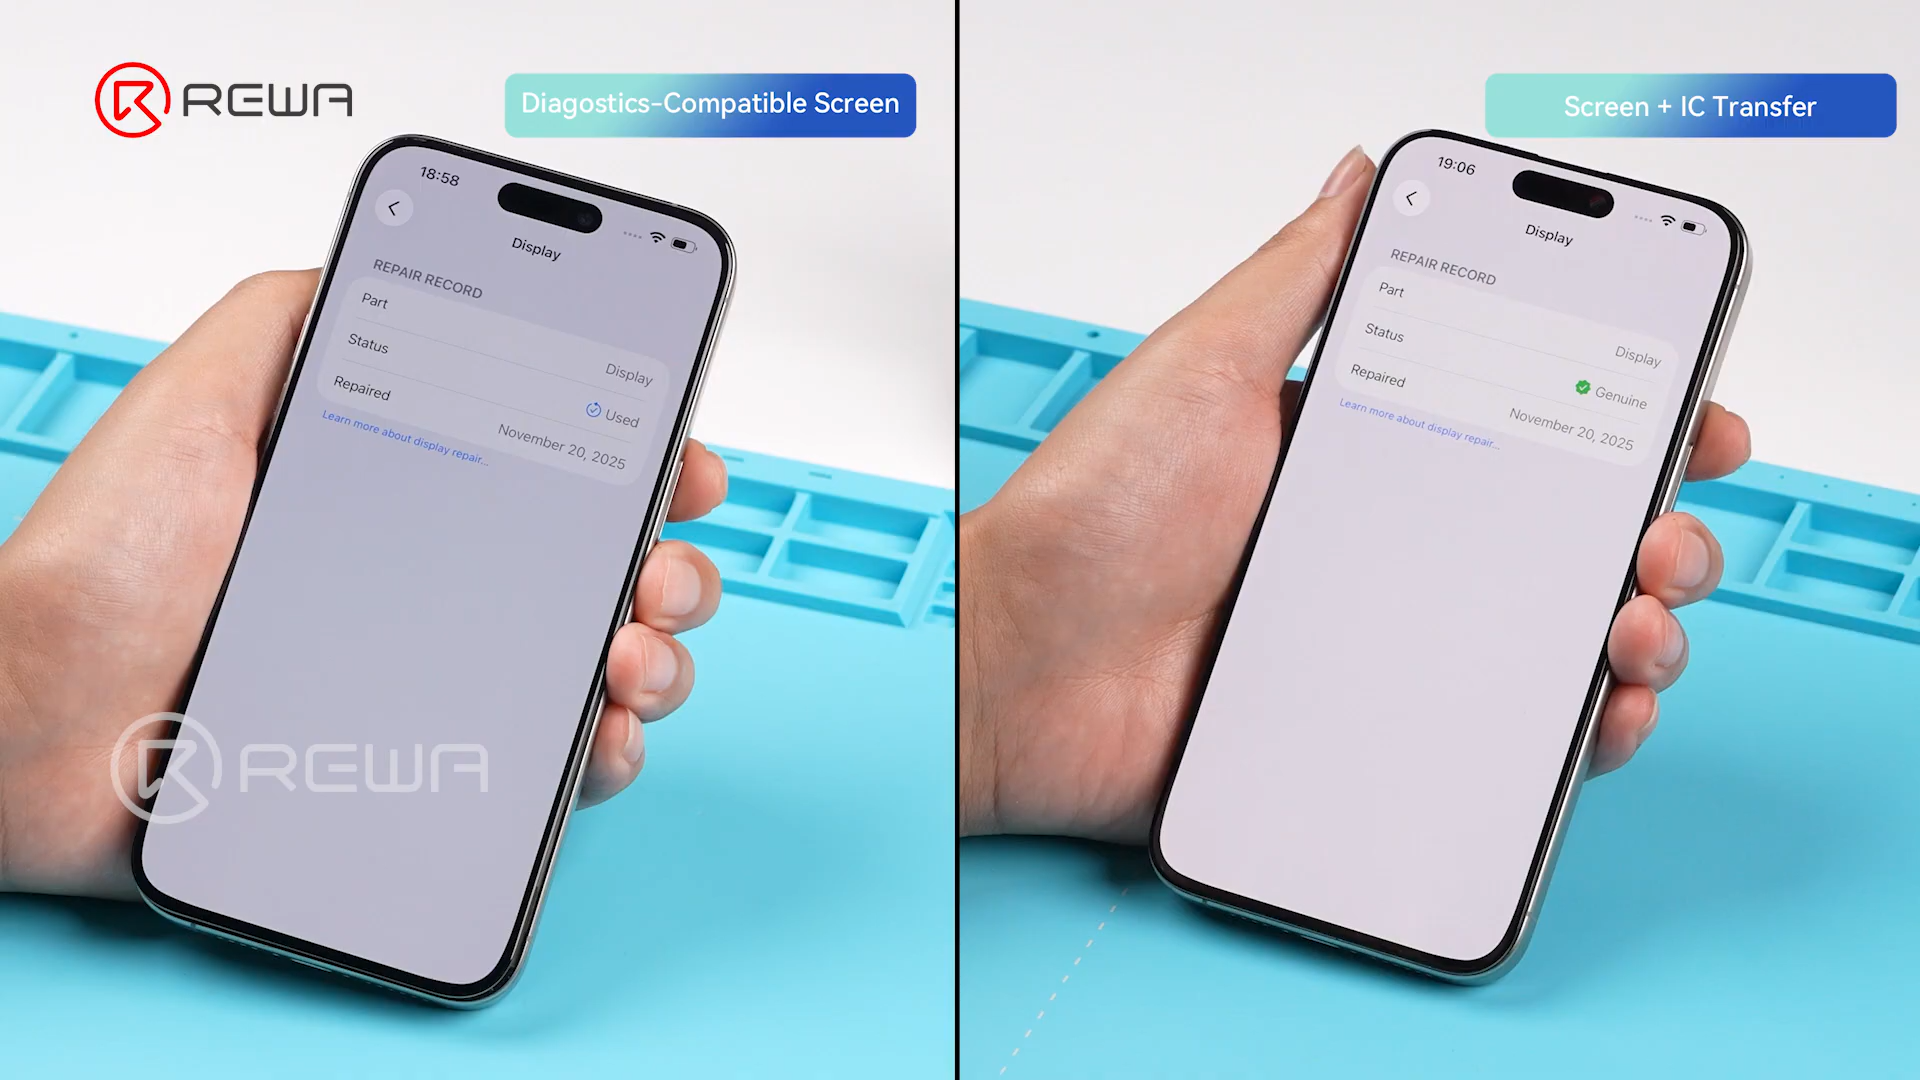 REWA
Diagostics-Compatible Screen
18:58
Display
REPAIR RECORD
Part
Display
Status
Used
Repaired
November 20, 2025
Learn more about display repair...
REWA
Screen + IC Transfer
19:06
Display
REPAIR RECORD
Part
Display
Status
Genuine
Repaired
November 20, 2025
Learn more about display repair...